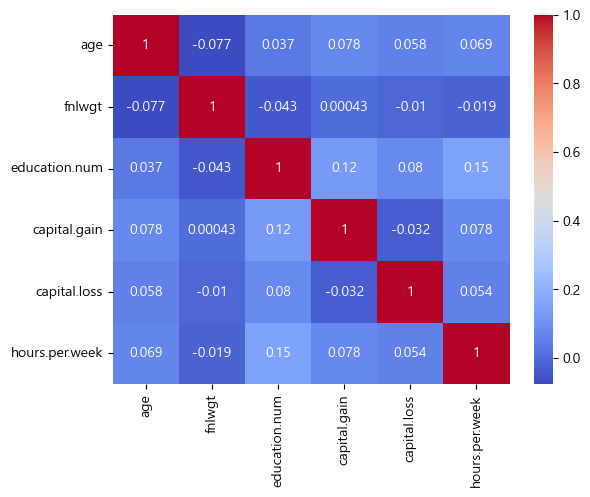 age 1 -0.077 0.037 0.078 0.058 0.069
fnlwgt -0.077 1 -0.043 0.00043 -0.01 -0.019
education.num 0.037 -0.043 1 0.12 0.08 0.15
capital.gain 0.078 0.00043 0.12 1 -0.032 0.078
capital.loss 0.058 -0.01 0.08 -0.032 1 0.054
hours.per.week 0.069 -0.019 0.15 0.078 0.054 1
age fnlwgt education.num capital.gain capital.loss hours.per.week
1.0
0.8
0.6
0.4
0.2
0.0